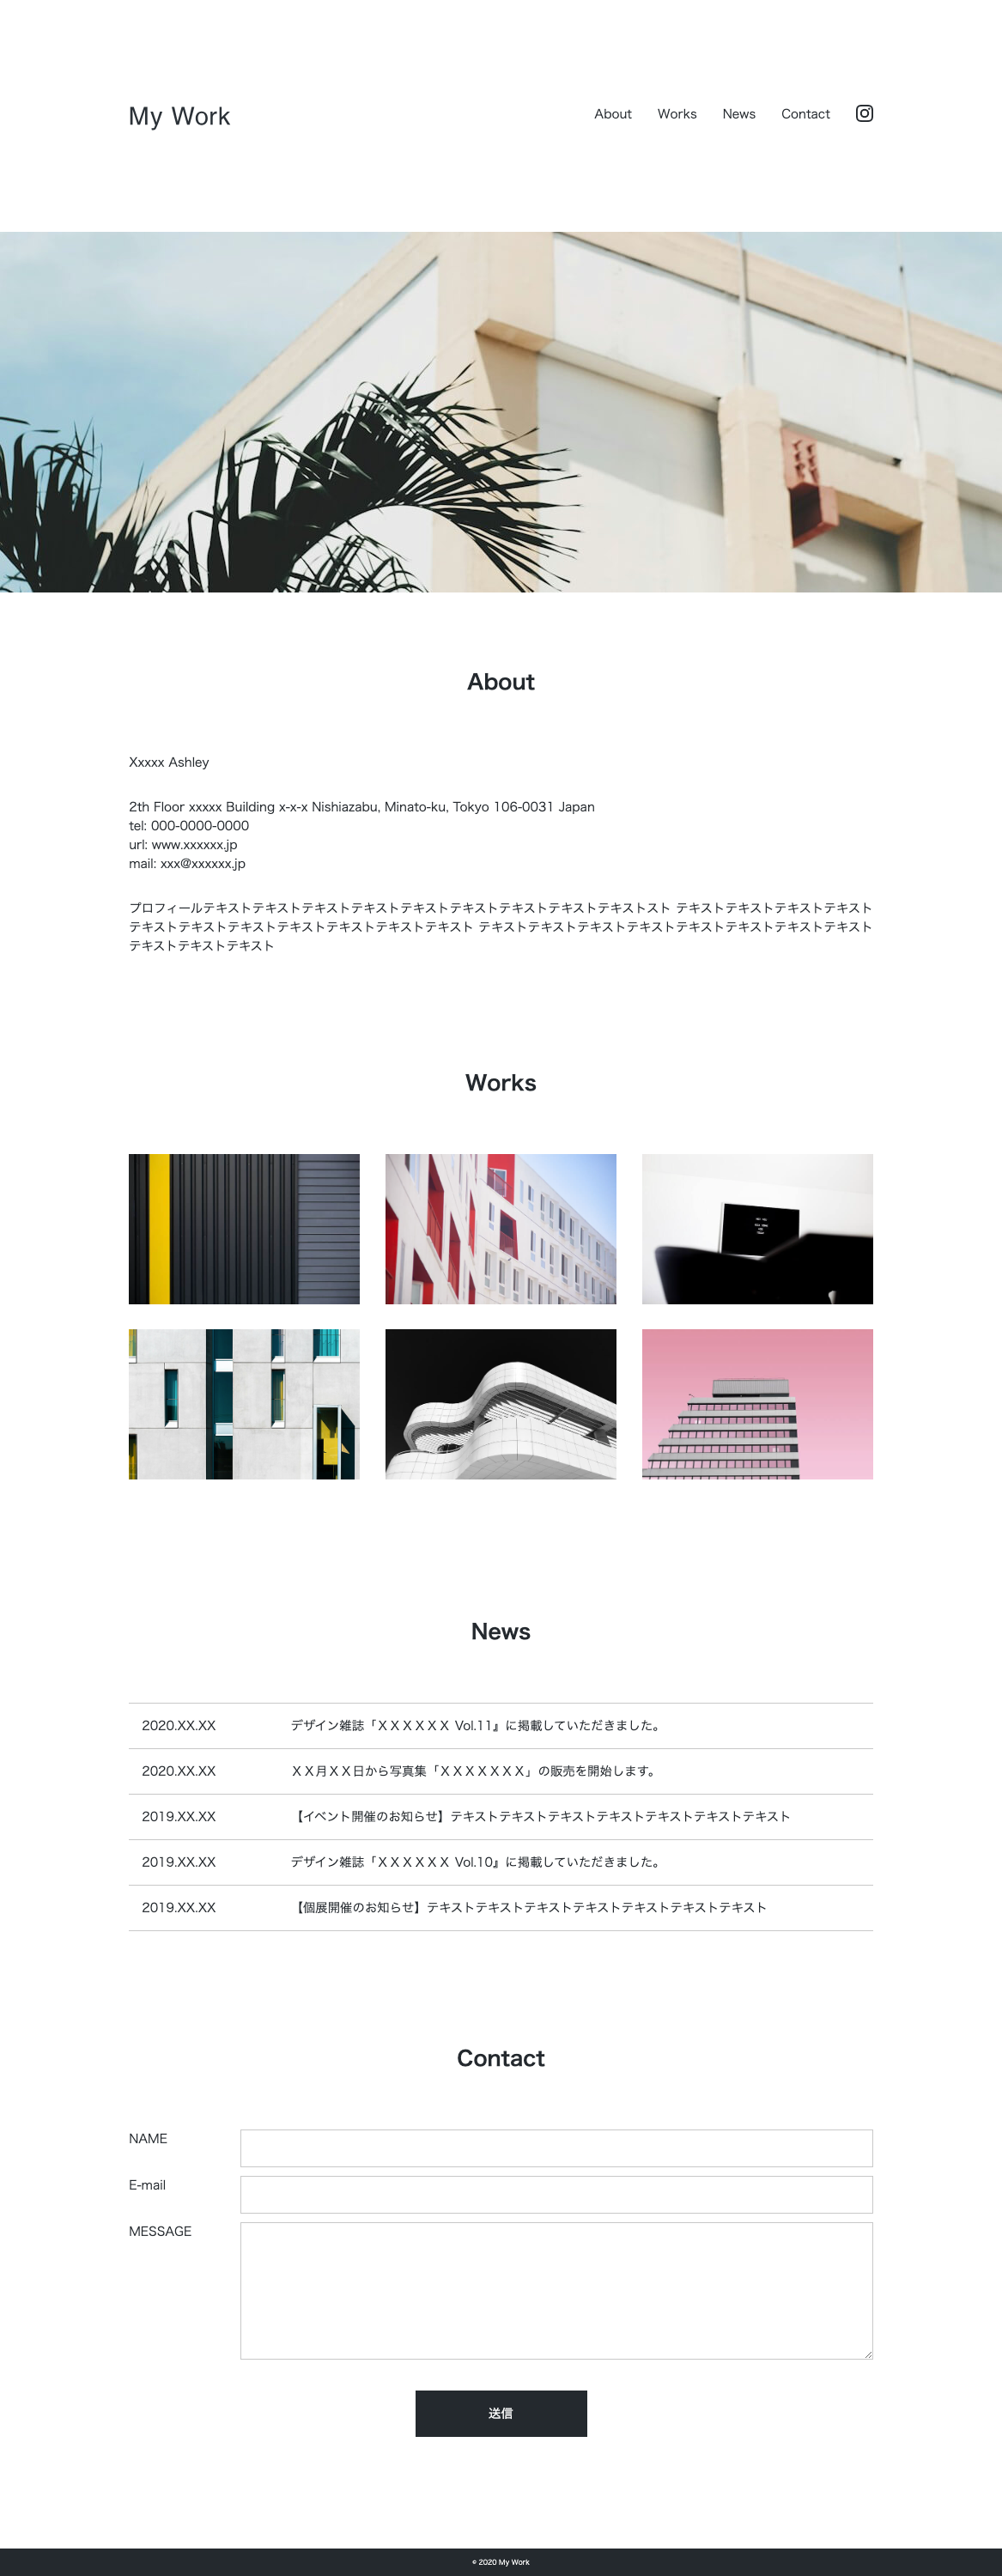 My Work
About Works News Contact
About
Xxxxx Ashley
2th Floor xxxxx Building x-x-x Nishiazabu, Minato-ku, Tokyo 106-0031 Japan
tel: 000-0000-0000
url: www.xxxxxx.jp
mail: xxx@xxxxxx.jp
プロフィールテキストテキストテキストテキストテキストテキストテキストテキストテキストスト テキストテキストテキストテキスト
テキストテキストテキストテキストテキストテキストテキスト テキストテキストテキストテキストテキストテキストテキストテキスト
テキストテキストテキスト
Works
News
2020.XX.XX デザイン雑誌「ＸＸＸＸＸＸ Vol.11』に掲載していただきました。
2020.XX.XX ＸＸ月ＸＸ日から写真集「ＸＸＸＸＸＸＸ」の販売を開始します。
2019.XX.XX 【イベント開催のお知らせ】テキストテキストテキストテキストテキストテキストテキスト
2019.XX.XX デザイン雑誌「ＸＸＸＸＸＸ Vol.10』に掲載していただきました。
2019.XX.XX 【個展開催のお知らせ】テキストテキストテキストテキストテキストテキストテキスト
Contact
NAME
E-mail
MESSAGE
送信
© 2020 My Work